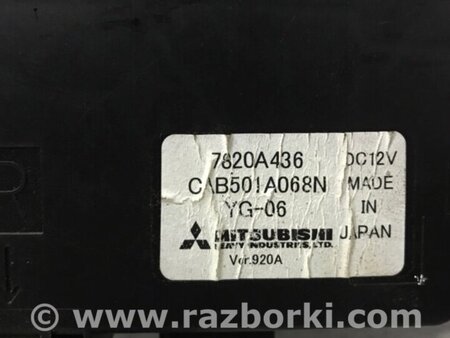 7820A436 DC12V
CAB501A068N MADE
YG-06 IN
MITSUBISHI JAPAN
HEAVY INDUSTRIES, LTD.
Ver.920A
R
© www.razborki.com